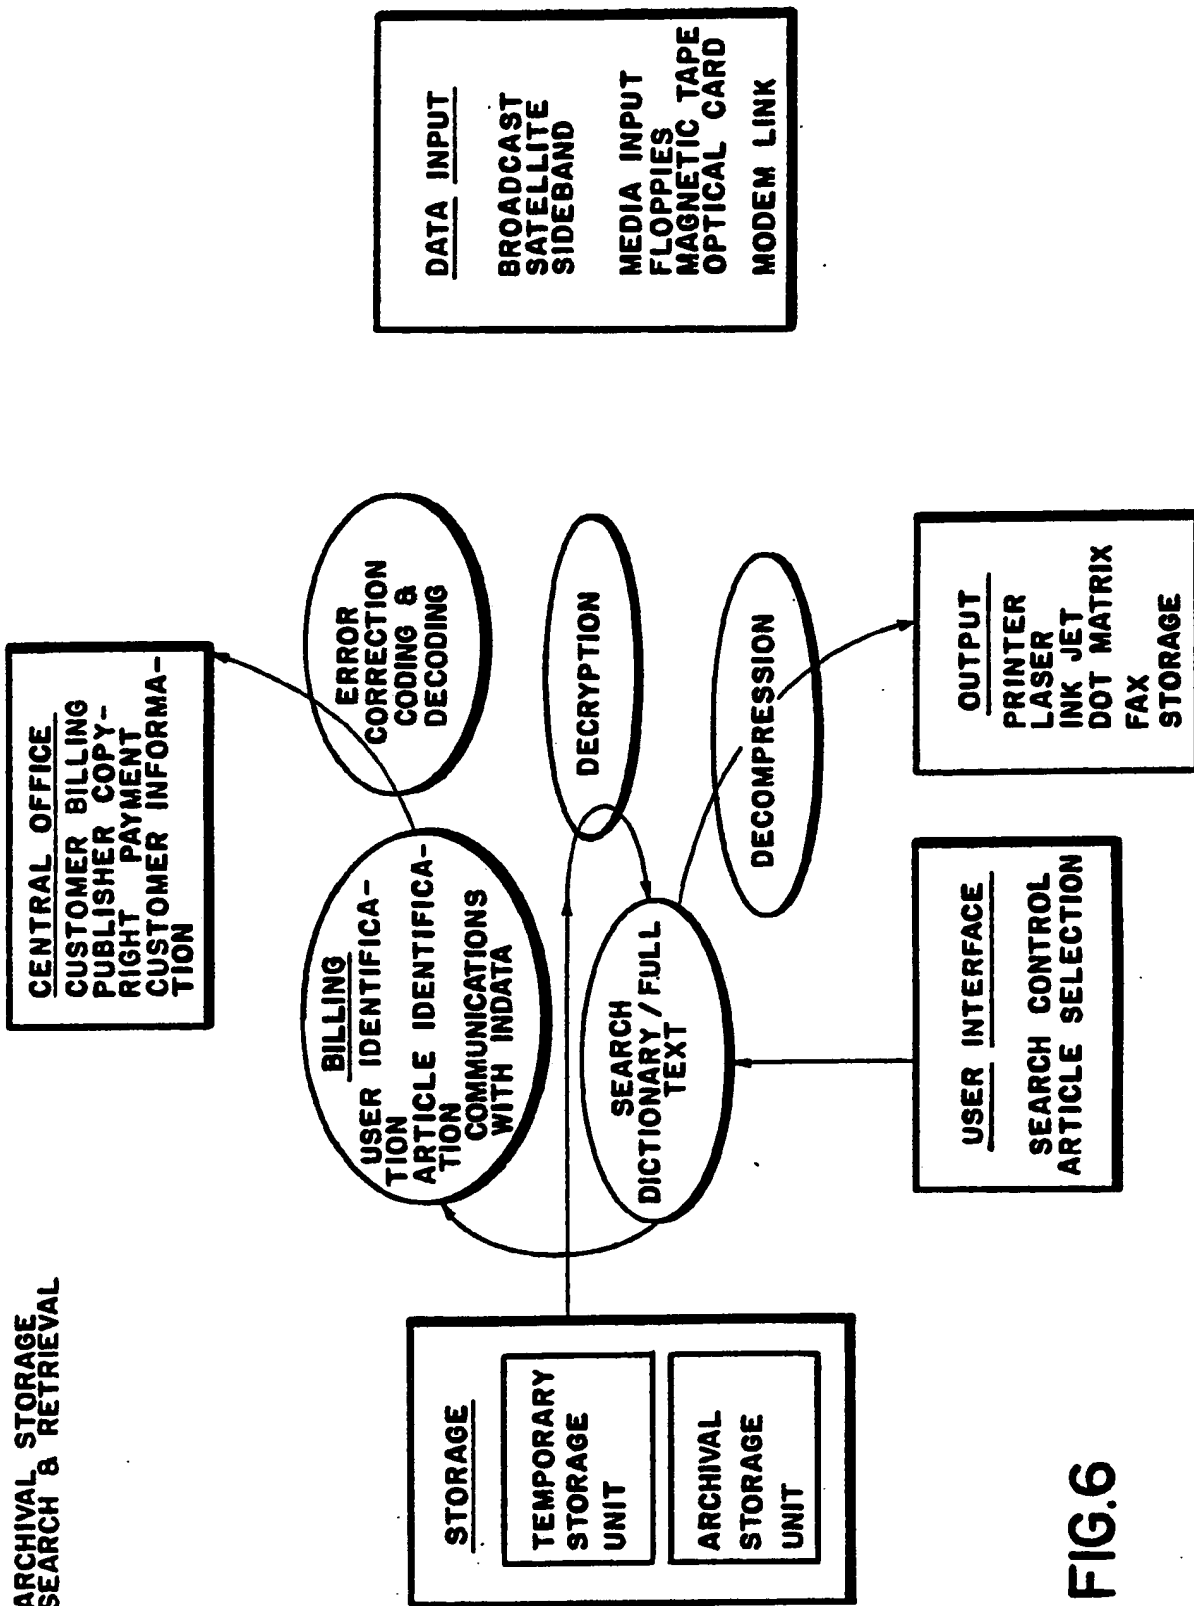 ARCHIVAL STORAGE
SEARCH & RETRIEVAL
CENTRAL OFFICE
CUSTOMER BILLING
PUBLISHER COPY-
RIGHT PAYMENT
CUSTOMER INFORMA-
TION
BILLING
USER IDENTIFICA-
TION
ARTICLE IDENTIFICA-
TION
COMMUNICATIONS
WITH INDATA
ERROR
CORRECTION
CODING &
DECODING
DATA INPUT
BROADCAST
SATELLITE
SIDEBAND
MEDIA INPUT
FLOPPIES
MAGNETIC TAPE
OPTICAL CARD
MODEM LINK
STORAGE
TEMPORARY
STORAGE
UNIT
ARCHIVAL
STORAGE
UNIT
DECRYPTION
SEARCH
DICTIONARY/FULL
TEXT
DECOMPRESSION
USER INTERFACE
SEARCH CONTROL
ARTICLE SELECTION
OUTPUT
PRINTER
LASER
INK JET
DOT MATRIX
FAX
STORAGE
FIG.6